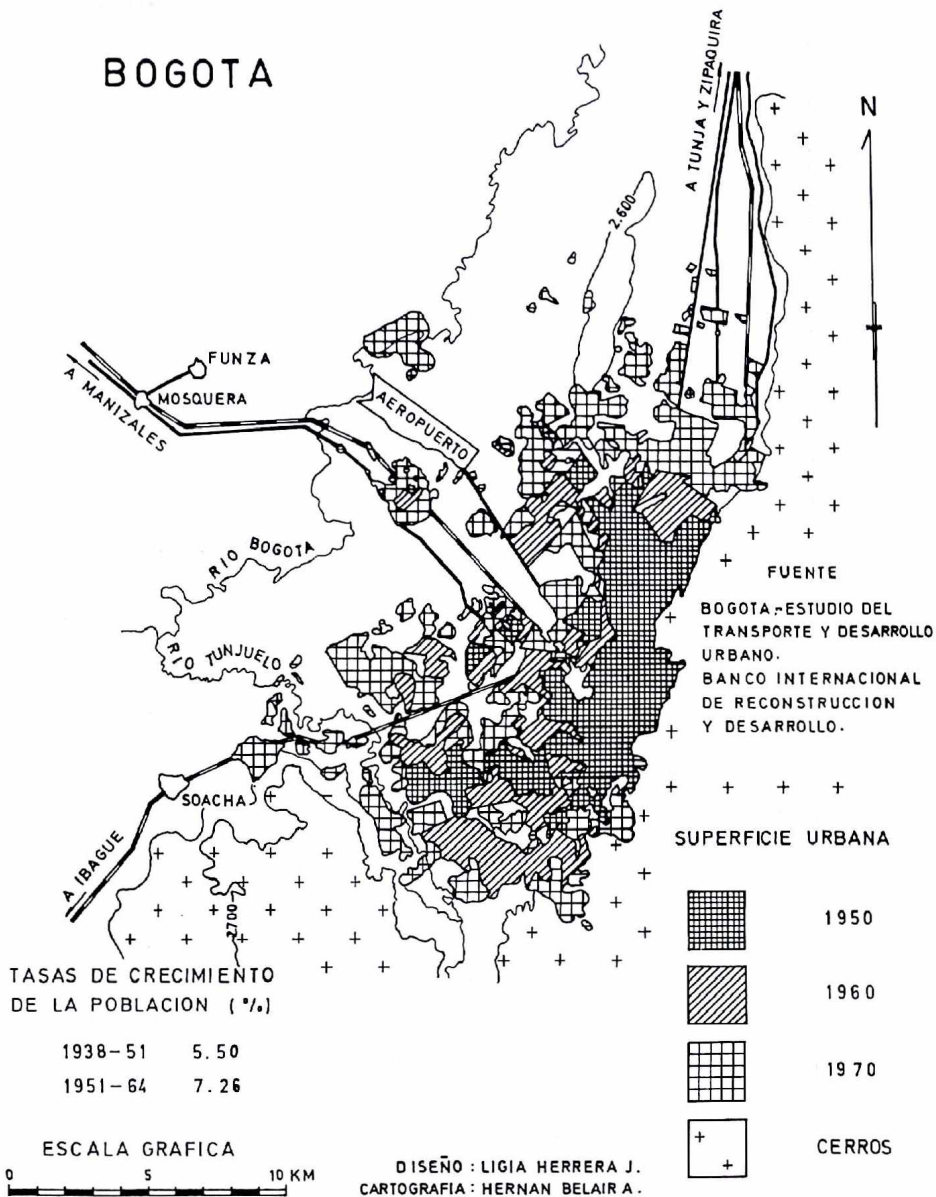 BOGOTA
A TUNJA Y ZIPAQUIRA
N
2.600
FUNZA
MOSQUERA
A MANIZALES
AEROPUERTO
RIO BOGOTA
RIO TUNJUELO
SOACHA
A IBAGUE
2700
FUENTE
BOGOTA.-ESTUDIO DEL
TRANSPORTE Y DESARROLLO
URBANO.
BANCO INTERNACIONAL
DE RECONSTRUCCION
Y DESARROLLO.
SUPERFICIE URBANA
1950
1960
1970
CERROS
TASAS DE CRECIMIENTO
DE LA POBLACION (%)
1938-51 5.50
1951-64 7.26
ESCALA GRAFICA
0 5 10 KM
DISEÑO : LIGIA HERRERA J.
CARTOGRAFIA : HERNAN BELAIR A.